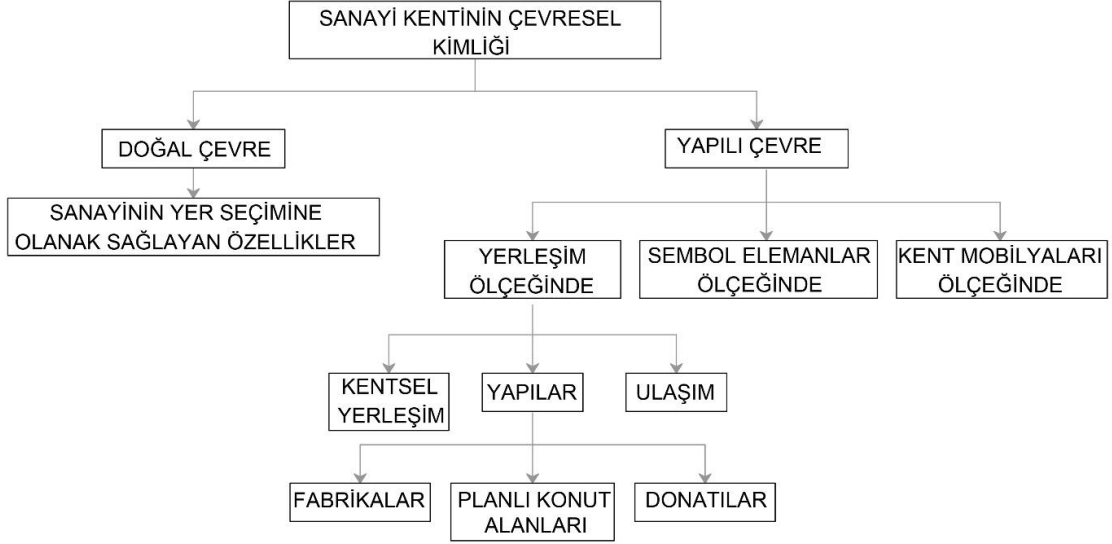 SANAYİ KENTİNİN ÇEVRESEL
KİMLİĞİ
DOĞAL ÇEVRE
YAPILI ÇEVRE
SANAYİNİN YER SEÇİMİNE
OLANAK SAĞLAYAN ÖZELLİKLER
YERLEŞİM
ÖLÇEĞİNDE
SEMBOL ELEMANLAR
ÖLÇEĞİNDE
KENT MOBİLYALARI
ÖLÇEĞİNDE
KENTSEL
YERLEŞİM
YAPILAR
ULAŞIM
FABRİKALAR
PLANLI KONUT
ALANLARI
DONATILAR